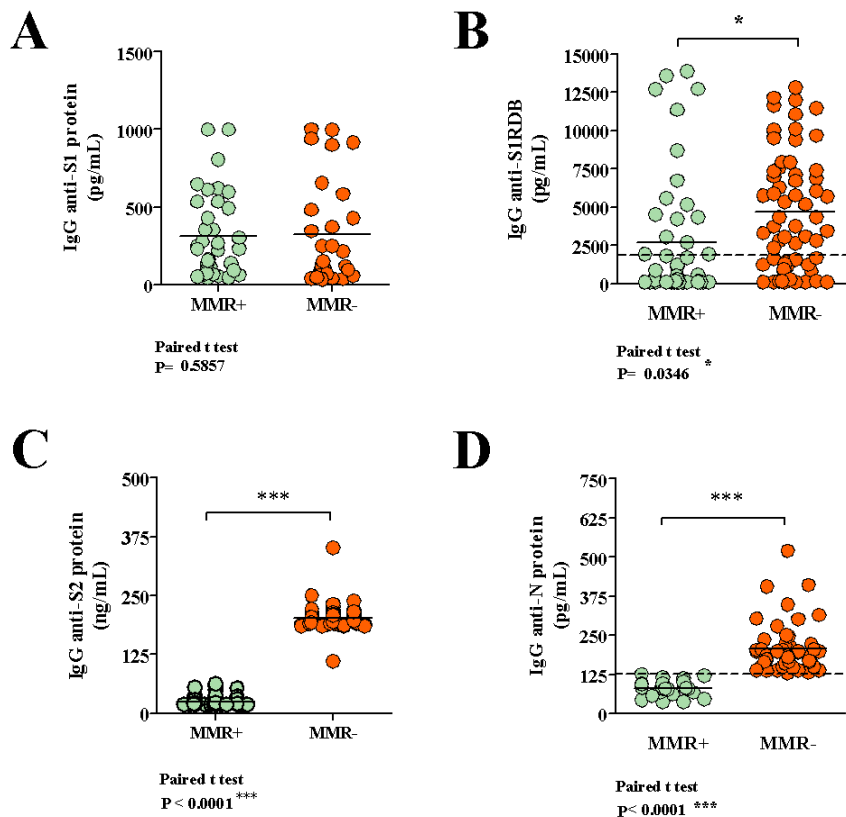 A
IgG anti-S1 protein
(pg/mL)
1500
1000
500
0
MMR+ MMR-
Paired t test
P= 0.5857
B
*
IgG anti-S1RDB
(pg/mL)
15000
12500
10000
7500
5000
2500
0
MMR+ MMR-
Paired t test
P= 0.0346 *
C
***
IgG anti-S2 protein
(ng/mL)
500
375
250
125
0
MMR+ MMR-
Paired t test
P < 0.0001 ***
D
***
IgG anti-N protein
(pg/mL)
750
625
500
375
250
125
0
MMR+ MMR-
Paired t test
P< 0.0001 ***